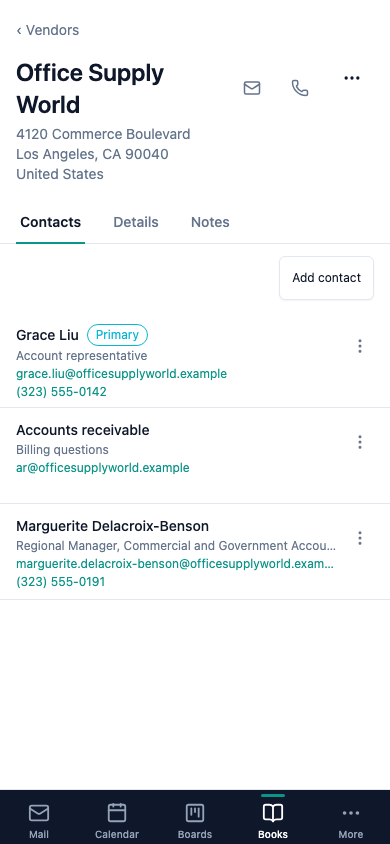 ‹ Vendors
Office Supply
World
4120 Commerce Boulevard
Los Angeles, CA 90040
United States
Contacts
Details
Notes
Add contact
Grace Liu
Primary
Account representative
grace.liu@officesupplyworld.example
(323) 555-0142
Accounts receivable
Billing questions
ar@officesupplyworld.example
Marguerite Delacroix-Benson
Regional Manager, Commercial and Government Accou...
marguerite.delacroix-benson@officesupplyworld.exam...
(323) 555-0191
Mail
Calendar
Boards
Books
More